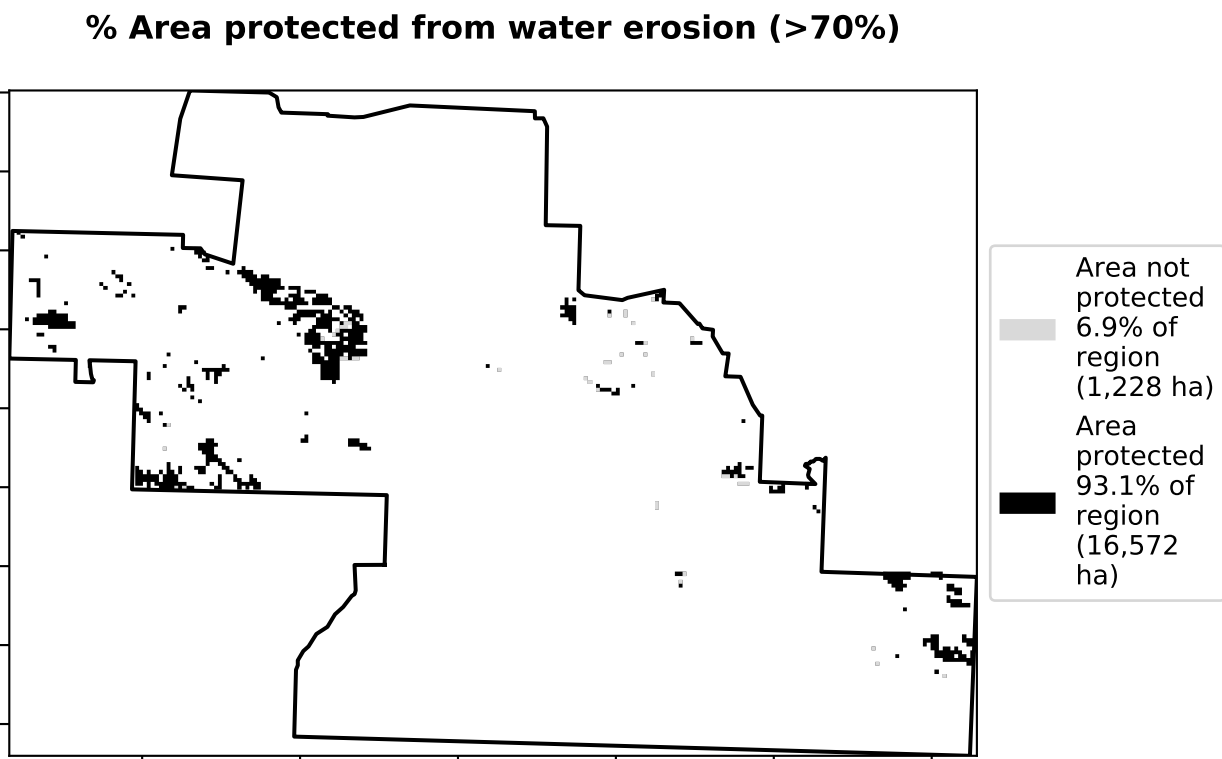 % Area protected from water erosion (>70%)
Area not
protected
6.9% of
region
(1,228 ha)
Area
protected
93.1% of
region
(16,572
ha)